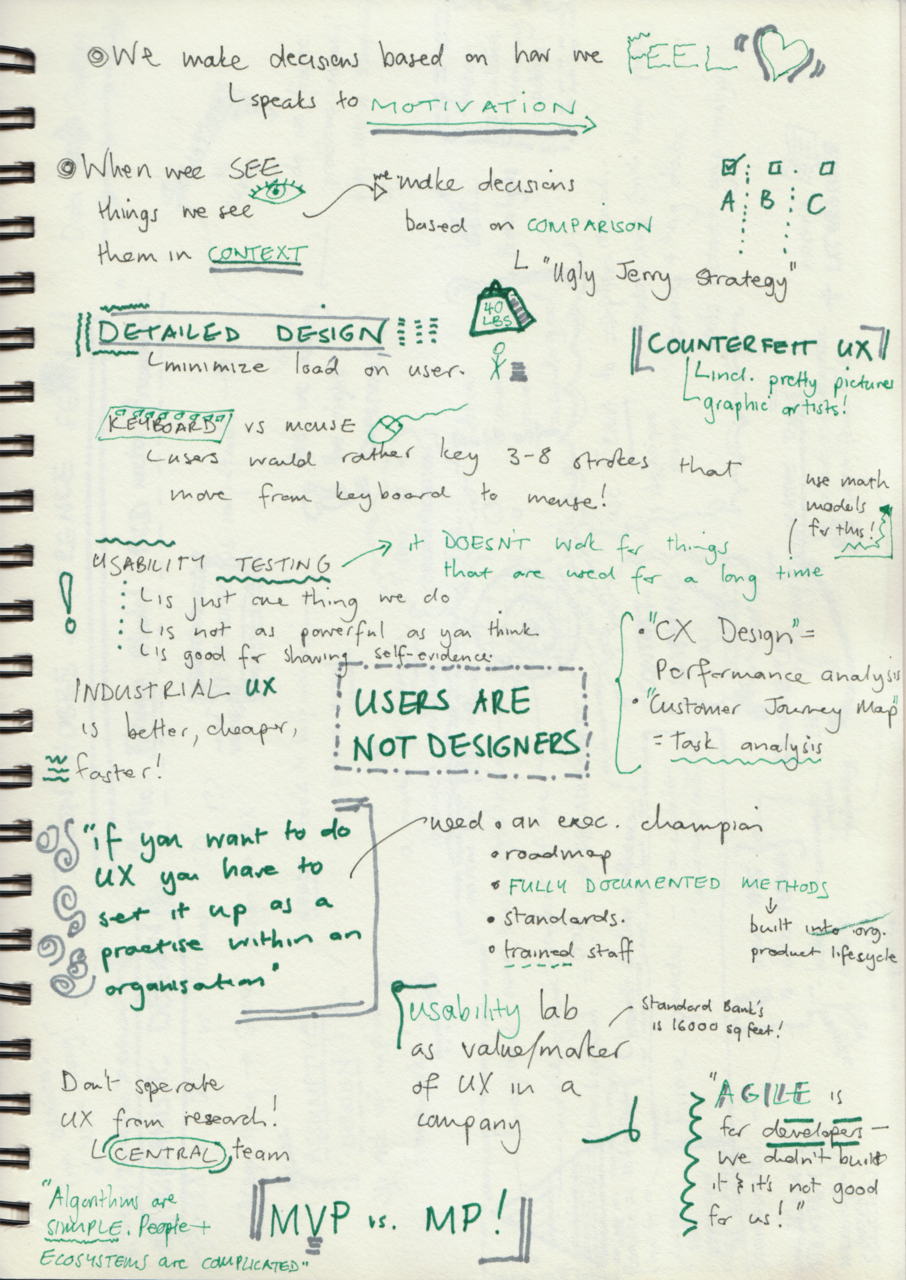 We make decisions based on how we FEEL
speaks to MOTIVATION
When wee SEE
things we see
them in CONTEXT
we make decisions
based on COMPARISON
"Ugly Jerry strategy"
A B C
DETAILED DESIGN
minimize load on user.
40
LBS
COUNTERFEIT UX
incl. pretty pictures
graphic artists!
KEYBOARD vs mouse
users would rather key 3-8 strokes that
move from keyboard to mouse!
use math
models
for this!
USABILITY TESTING
it DOESN'T work for things
that are used for a long time
! is just one thing we do
is not as powerful as you think
is good for shaving self-evidence.
INDUSTRIAL UX
is better, cheaper,
faster!
USERS ARE
NOT DESIGNERS
"CX Design" =
Performance analysis
"Customer Journey Map"
= task analysis
"if you want to do
UX you have to
set it up as a
practise within an
organisation"
need • an exec. champion
• roadmap
• FULLY DOCUMENTED METHODS
built into org.
product lifecycle
• standards.
• trained staff
usability lab
as value/marker
of UX in a
company
Standard Bank's
is 16000 sq feet!
Don't seperate
UX from research!
CENTRAL team
"AGILE is
for developers –
we didn't build
it & it's not good
for us!"
"Algorithms are
SIMPLE. People +
ECOSYSTEMS are COMPLICATED"
MVP vs. MP!